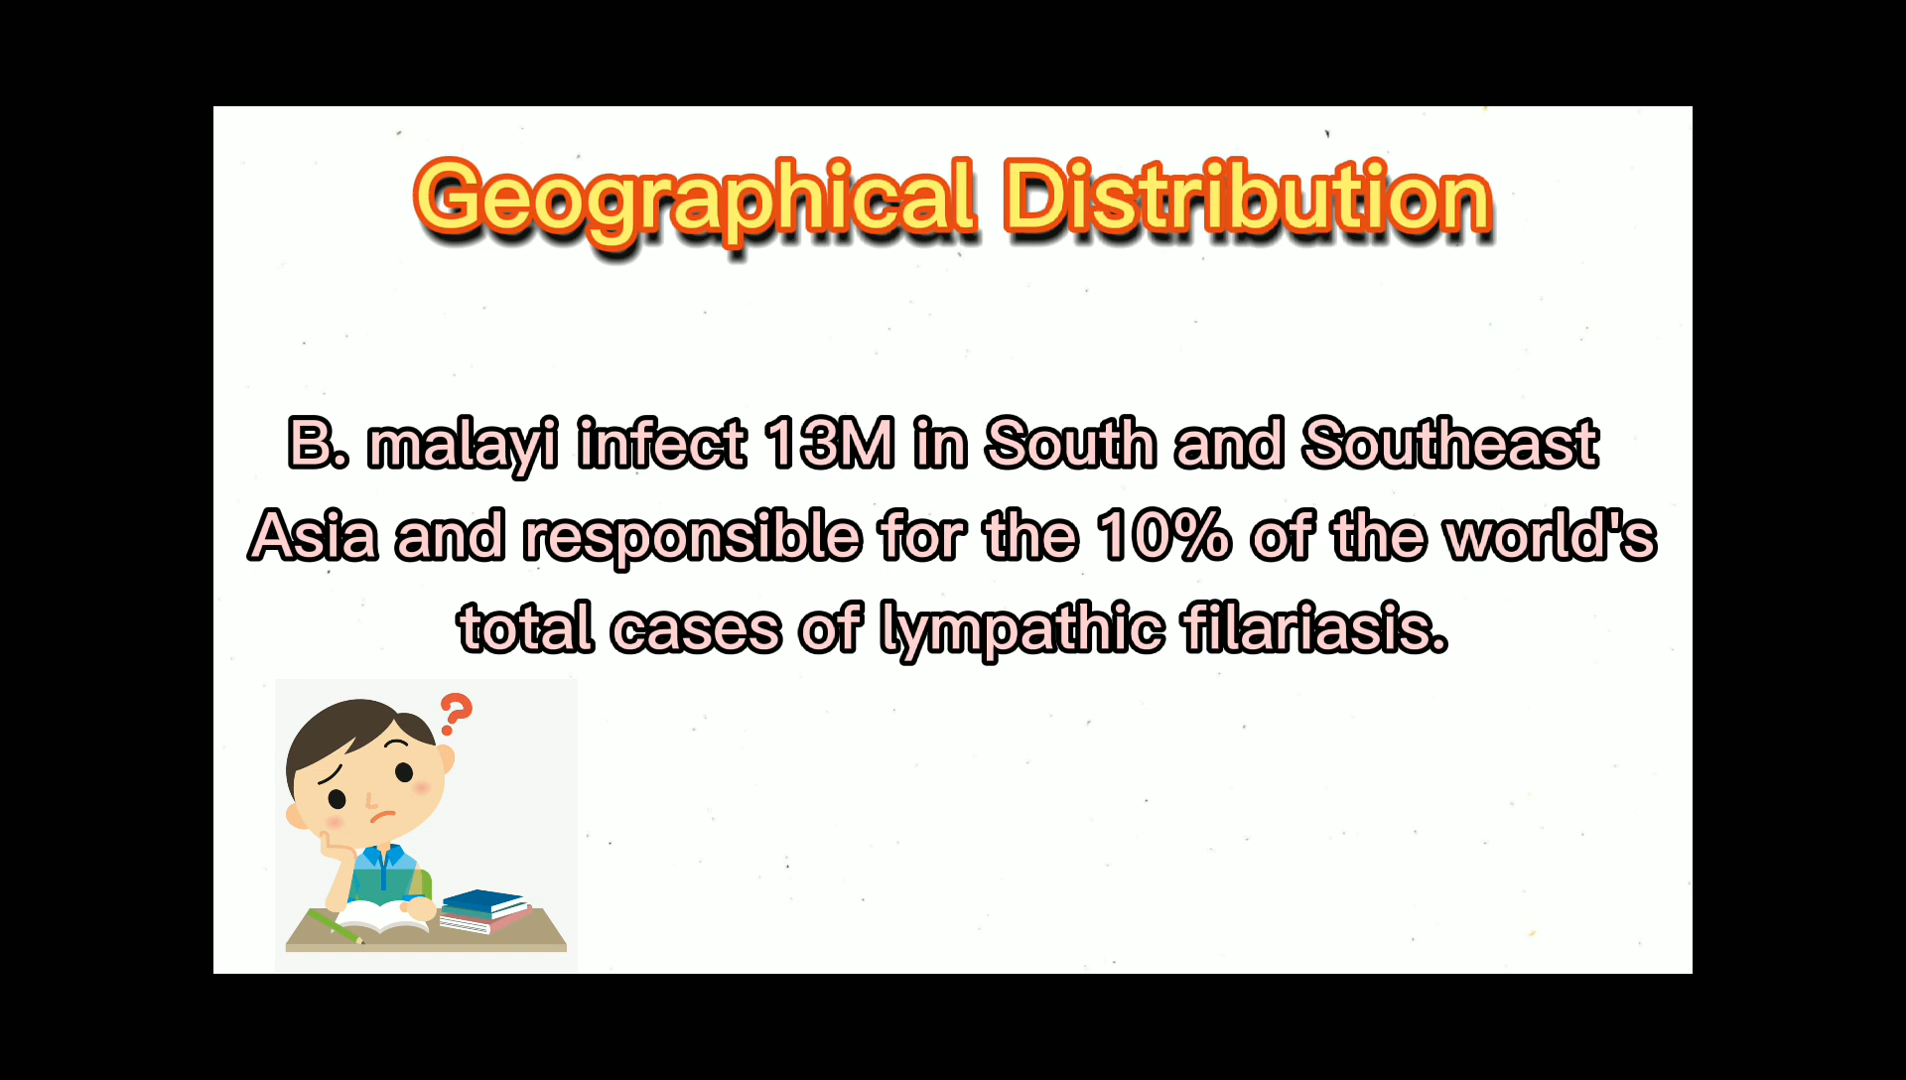 Geographical Distribution
B. malayi infect 13M in South and Southeast
Asia and responsible for the 10% of the world's
total cases of lympathic filariasis.
?